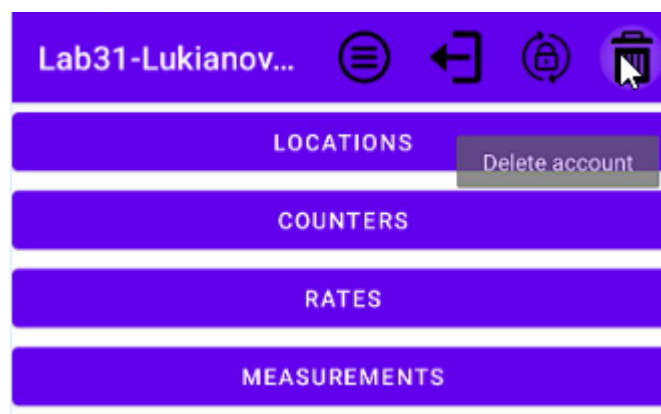 Lab31-Lukianov...
LOCATIONS
Delete account
COUNTERS
RATES
MEASUREMENTS